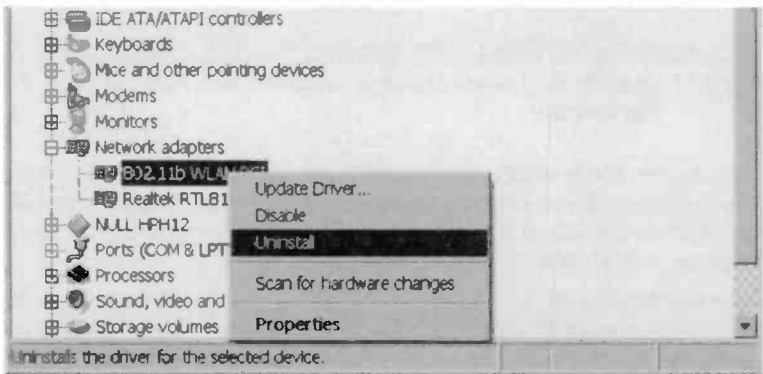 IDE ATA/ATAPI controllers
Keyboards
Mice and other pointing devices
Modems
Monitors
Network adapters
802.11b WLAN PCI
Realtek RTL81
NULL HPH12
Ports (COM & LPT
Processors
Sound, video and
Storage volumes
Update Driver...
Disable
Uninstall
Scan for hardware changes
Properties
Uninstalls the driver for the selected device.